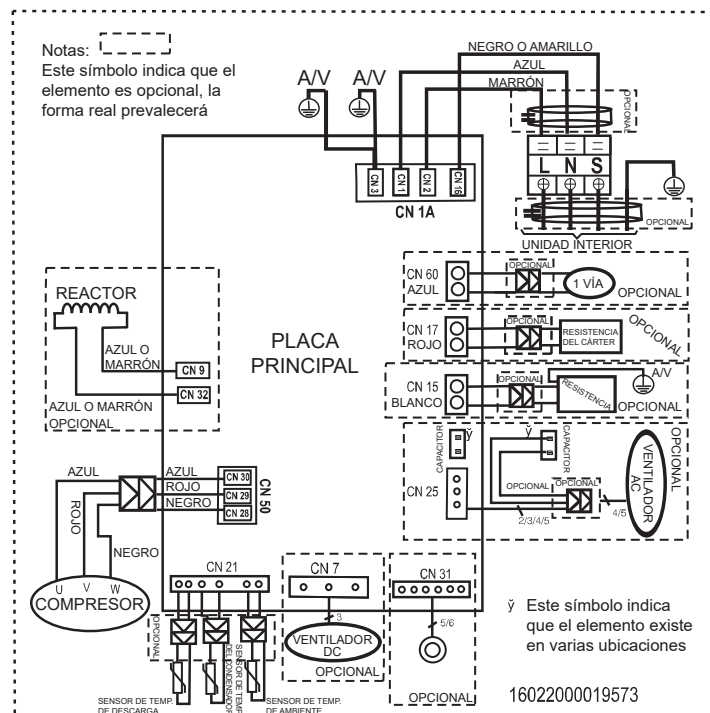 Notas:
Este símbolo indica que el
elemento es opcional, la
forma real prevalecerá
NEGRO O AMARILLO
AZUL
MARRÓN
A/V A/V
OPCIONAL
L N S
CN 3
CN 1
CN 2
CN 16
CN 1A
OPCIONAL
UNIDAD INTERIOR
CN 60
AZUL
OPCIONAL
1 VÍA
OPCIONAL
REACTOR
AZUL O
MARRÓN
CN 9
CN 32
AZUL O MARRÓN
OPCIONAL
PLACA
PRINCIPAL
CN 17
ROJO
OPCIONAL
RESISTENCIA
DEL CÁRTER
OPCIONAL
CN 15
BLANCO
OPCIONAL
RESISTENCIA
A/V
OPCIONAL
CAPACITOR
ÿ
ÿ
CAPACITOR
OPCIONAL
CN 25
OPCIONAL
OPCIONAL
2/3/4/5
4/5
VENTILADOR
AC
AZUL
ROJO
NEGRO
AZUL
ROJO
NEGRO
CN 30
CN 29
CN 28
CN 50
U V W
COMPRESOR
CN 21
OPCIONAL
SENSOR DE TEMP.
DE DESCARGA
SENSOR DE TEMP.
DEL CONDENSADOR
SENSOR DE TEMP.
DE AMBIENTE
CN 7
3
VENTILADOR
DC
OPCIONAL
CN 31
5/6
OPCIONAL
ÿ Este símbolo indica
que el elemento existe
en varias ubicaciones
16022000019573